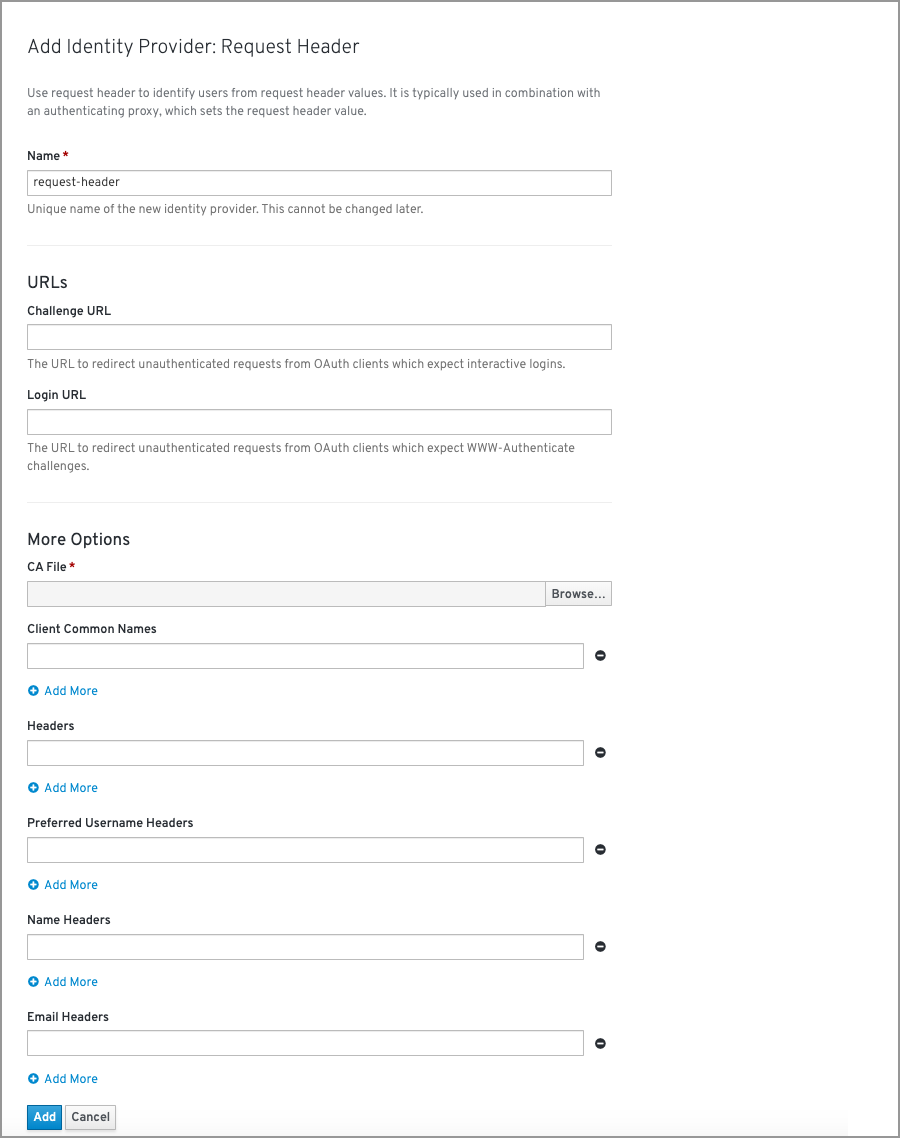 Add Identity Provider: Request Header
Use request header to identify users from request header values. It is typically used in combination with
an authenticating proxy, which sets the request header value.
Name *
request-header
Unique name of the new identity provider. This cannot be changed later.
URLs
Challenge URL
The URL to redirect unauthenticated requests from OAuth clients which expect interactive logins.
Login URL
The URL to redirect unauthenticated requests from OAuth clients which expect WWW-Authenticate
challenges.
More Options
CA File *
Browse...
Client Common Names
Add More
Headers
Add More
Preferred Username Headers
Add More
Name Headers
Add More
Email Headers
Add More
Add Cancel